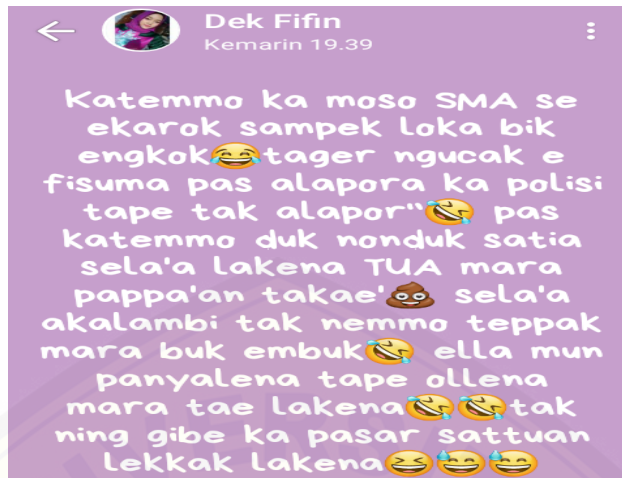 Dek Fifin
Kemarin 19.39
Katemmo ka moso SMA se
ekarok sampek loka bik
engkok😂tager ngucak e
fisuma pas alapora ka polisi
tape tak alapor"🤣 pas
katemmo duk nonduk satia
sela'a lakena TUA mara
pappa'an takae'💩 sela'a
akalambi tak nemmo teppak
mara buk embuk🤣 ella mun
panyalena tape ollena
mara tae lakena🤣🤣tak
ning gibe ka pasar sattuan
lekkak lakena😆😅😅